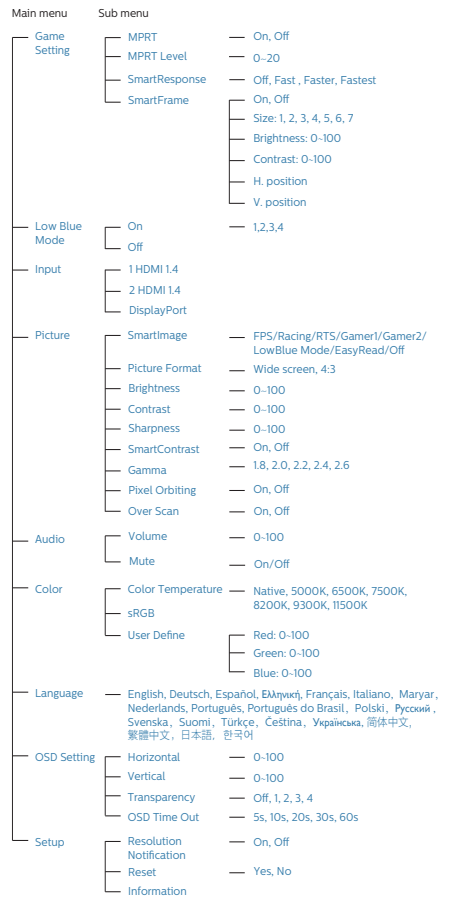 Main menu Sub menu
Game Setting MPRT On, Off
MPRT Level 0~20
SmartResponse Off, Fast , Faster, Fastest
SmartFrame On, Off
Size: 1, 2, 3, 4, 5, 6, 7
Brightness: 0~100
Contrast: 0~100
H. position
V. position
Low Blue Mode On 1,2,3,4
Off
Input 1 HDMI 1.4
2 HDMI 1.4
DisplayPort
Picture SmartImage FPS/Racing/RTS/Gamer1/Gamer2/
LowBlue Mode/EasyRead/Off
Picture Format Wide screen, 4:3
Brightness 0~100
Contrast 0~100
Sharpness 0~100
SmartContrast On, Off
Gamma 1.8, 2.0, 2.2, 2.4, 2.6
Pixel Orbiting On, Off
Over Scan On, Off
Audio Volume 0~100
Mute On/Off
Color Color Temperature Native, 5000K, 6500K, 7500K,
8200K, 9300K, 11500K
sRGB
User Define Red: 0~100
Green: 0~100
Blue: 0~100
Language English, Deutsch, Español, Ελληνική, Français, Italiano, Maryar,
Nederlands, Português, Português do Brasil, Polski, Русский ,
Svenska, Suomi, Türkçe, Čeština, Українська, 简体中文,
繁體中文, 日本語, 한국어
OSD Setting Horizontal 0~100
Vertical 0~100
Transparency Off, 1, 2, 3, 4
OSD Time Out 5s, 10s, 20s, 30s, 60s
Setup Resolution Notification On, Off
Reset Yes, No
Information